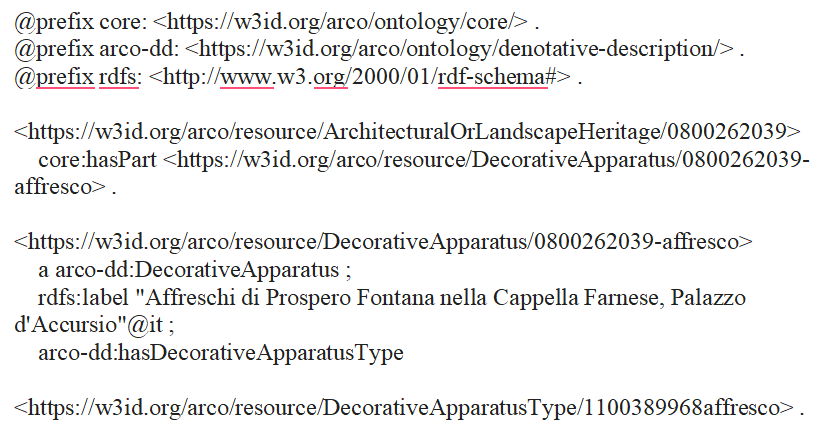 @prefix core: <https://w3id.org/arco/ontology/core/> .
@prefix arco-dd: <https://w3id.org/arco/ontology/denotative-description/> .
@prefix rdfs: <http://www.w3.org/2000/01/rdf-schema#> .
<https://w3id.org/arco/resource/ArchitecturalOrLandscapeHeritage/0800262039>
core:hasPart <https://w3id.org/arco/resource/DecorativeApparatus/0800262039-
affresco> .
<https://w3id.org/arco/resource/DecorativeApparatus/0800262039-affresco>
a arco-dd:DecorativeApparatus ;
rdfs:label "Affreschi di Prospero Fontana nella Cappella Farnese, Palazzo
d'Accursio"@it ;
arco-dd:hasDecorativeApparatusType
<https://w3id.org/arco/resource/DecorativeApparatusType/1100389968affresco> .